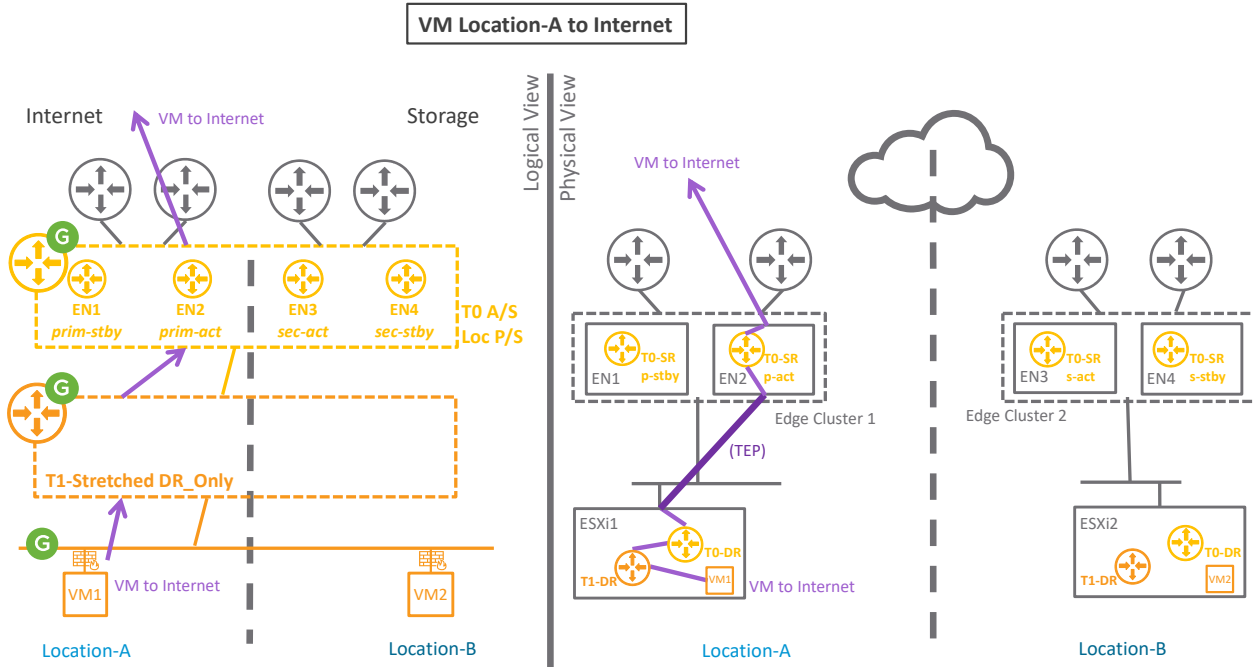 VM Location-A to Internet
Internet
VM to Internet
Storage
Logical View
Physical View
G
EN1
prim-stby
EN2
prim-act
EN3
sec-act
EN4
sec-stby
T0 A/S
Loc P/S
G
T1-Stretched DR_Only
G
VM1
VM to Internet
VM2
Location-A
Location-B
VM to Internet
T0-SR
p-stby
EN1
T0-SR
p-act
EN2
Edge Cluster 1
(TEP)
ESXi1
T0-DR
T1-DR
VM1
VM to Internet
Location-A
T0-SR
s-act
EN3
T0-SR
s-stby
EN4
Edge Cluster 2
ESXi2
T0-DR
T1-DR
VM2
Location-B